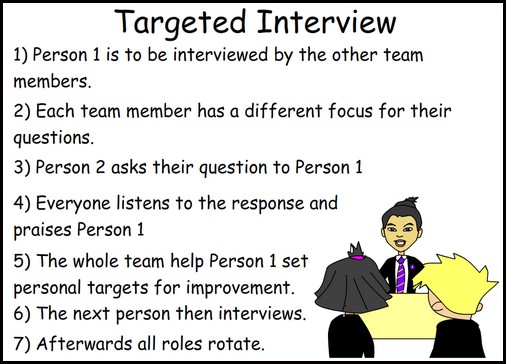 Targeted Interview
1) Person 1 is to be interviewed by the other team
members.
2) Each team member has a different focus for their
questions.
3) Person 2 asks their question to Person 1
4) Everyone listens to the response and
praises Person 1
5) The whole team help Person 1 set
personal targets for improvement.
6) The next person then interviews.
7) Afterwards all roles rotate.